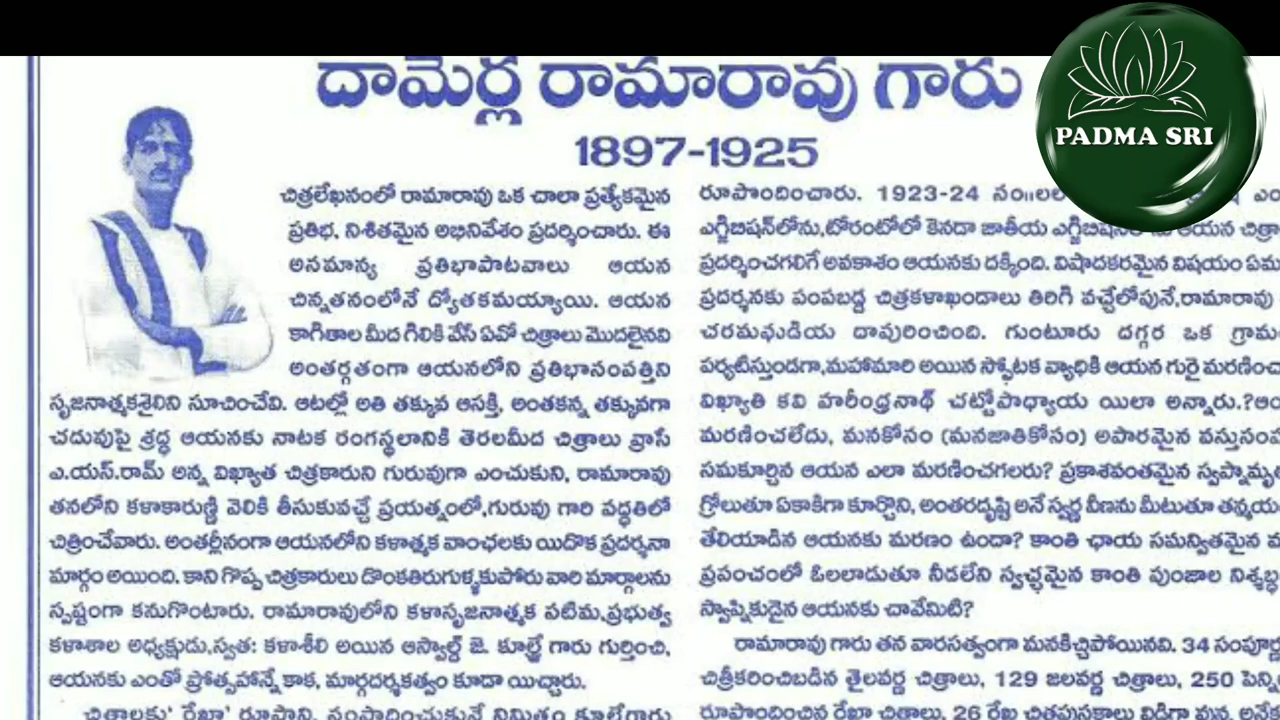 దామెర్ల రామారావు గారు
1897-1925
PADMA SRI
చిత్రలేఖనంలో రామారావు ఒక చాలా ప్రత్యేకమైన
ప్రతిభ, నిశితమైన అభినివేశం ప్రదర్శించారు. ఈ
అసమాన్య ప్రతిభాపాటవాలు ఆయన
చిన్నతనంలోనే ద్యోతకమయ్యాయి. ఆయన
కాగితాల మీద గిలికి వేసే ఏవో చిత్రాలు మొదలైనవి
అంతర్గతంగా ఆయనలోని ప్రతిభాసంపత్తిని
సృజనాత్మకశైలిని సూచించేవి. ఆటల్లో అతి తక్కువ ఆసక్తి, అంతకన్న తక్కువగా
చదువుపై శ్రద్ధ ఆయనకు నాటక రంగస్థలానికి తెరలమీద చిత్రాలు వ్రాసే
ఎ.యస్.రామ్ అన్న విఖ్యాత చిత్రకారుని గురువుగా ఎంచుకుని, రామారావు
తనలోని కళాకారుణ్ణి వెలికి తీసుకువచ్చే ప్రయత్నంలో,గురువు గారి పద్ధతిలో
చిత్రించేవారు. అంతర్లీనంగా ఆయనలోని కళాత్మక వాంఛలకు యిదొక ప్రదర్శనా
మార్గం అయింది. కాని గొప్ప చిత్రకారులు డొంకతిరుగుళ్ళకుపోరు వారి మార్గాలను
స్పష్టంగా కనుగొంటారు. రామారావులోని కళాసృజనాత్మక పటిమ,ప్రభుత్వ
కళాశాల అధ్యక్షుడు,స్వత: కళాశీలి అయిన ఆస్వాల్డ్ జె. కూల్డ్రే గారు గుర్తించి,
ఆయనకు ఎంతో ప్రోత్సహాన్నే కాక, మార్గదర్శకత్వం కూడా యిచ్చారు.
చిత్రాలకు' రేఖా' రూపాన్ని సంపాదించుకునే నిమిత్తం కూల్డ్రేగారు
రూపొందించారు. 1923-24 సం॥లలో
ఎగ్జిబిషన్‌లోను,టోరంటోలో కెనడా జాతీయ ఆయన
ప్రదర్శించగలిగే అవకాశం ఆయనకు దక్కింది. విషాదకరమైన విషయం
ప్రదర్శనకు పంపబడ్డ చిత్రకళాఖండాలు తిరిగి వచ్చేలోపునే,రామారావు
చరమఘడియ దాపురించింది. గుంటూరు దగ్గర ఒక
పర్యటిస్తుండగా,మహామారి అయిన స్ఫోటక వ్యాధికి ఆయన గురై
విఖ్యాతి కవి హరీంద్రనాథ్ చట్టోపాధ్యాయ యిలా అన్నారు.
మరణించలేదు, మనకోసం (మనజాతికోసం) అపారమైన
సమకూర్చిన ఆయన ఎలా మరణించగలరు? ప్రకాశవంతమైన
గ్రోలుతూ ఏకాకిగా కూర్చొని, అంతరదృష్టి అనే స్వర్ణ వీణను మీటుతూ
తేలియాడిన ఆయనకు మరణం ఉందా? కాంతి ఛాయ సమన్వితమైన
ప్రపంచంలో ఓలలాడుతూ నీడలేని స్వచ్ఛమైన కాంతి పుంజాల
స్వాప్నికుడైన ఆయనకు చావేమిటి?
రామారావు గారు తన వారసత్వంగా మనకిచ్చిపోయినవి. 34
చిత్రీకరించిబడిన తైలవర్ణ చిత్రాలు, 129 జలవర్ణ చిత్రాలు, 250
రూపొందించిన రేఖా చిత్రాలు, 26 రేఖ చిత్రపుస్తకాలు విడిగా